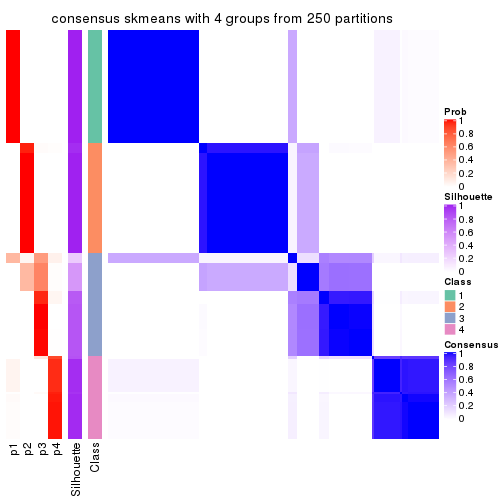 consensus skmeans with 4 groups from 250 partitions
Prob
1
0.8
0.6
0.4
0.2
0
Silhouette
1
0.8
0.6
0.4
0.2
0
Class
1
2
3
4
Consensus
1
0.8
0.6
0.4
0.2
0
p1
p2
p3
p4
Silhouette
Class